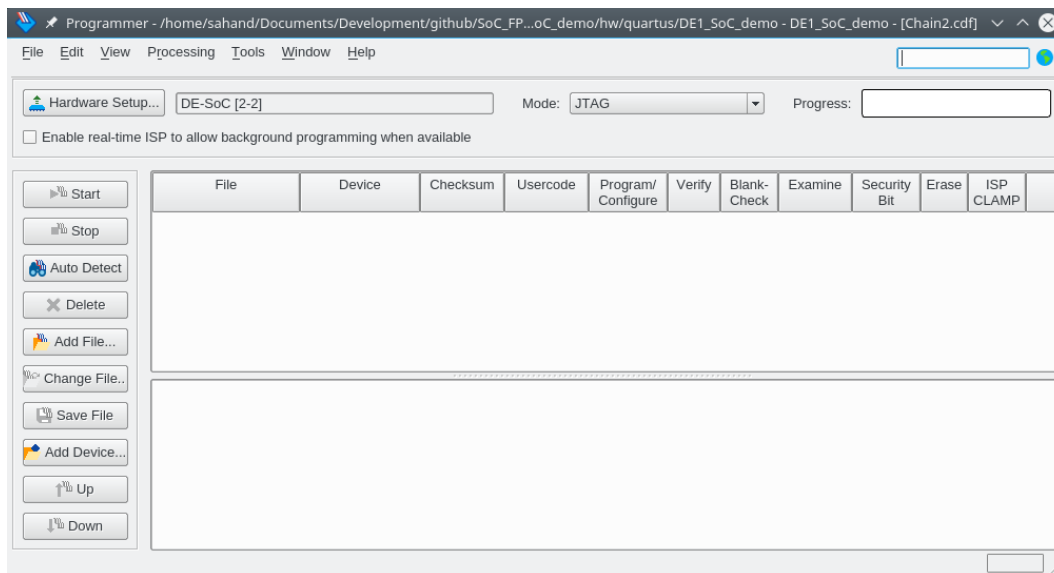 Programmer - /home/sahand/Documents/Development/github/SoC_FP...oC_demo/hw/quartus/DE1_SoC_demo - DE1_SoC_demo - [Chain2.cdf]
File Edit View Processing Tools Window Help
Hardware Setup... DE-SoC [2-2] Mode: JTAG Progress:
Enable real-time ISP to allow background programming when available
File Device Checksum Usercode Program/ Configure Verify Blank- Check Examine Security Bit Erase ISP CLAMP
Start
Stop
Auto Detect
Delete
Add File...
Change File..
Save File
Add Device...
Up
Down